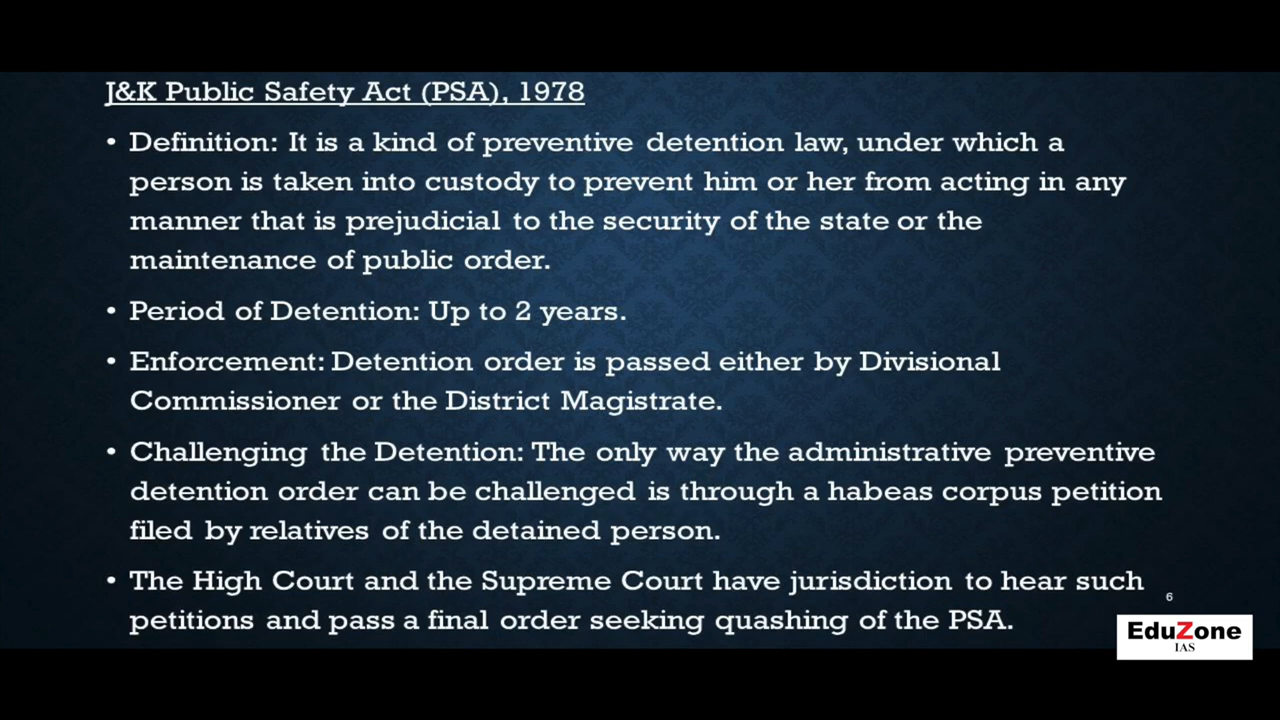 J&K Public Safety Act (PSA), 1978
• Definition: It is a kind of preventive detention law, under which a
person is taken into custody to prevent him or her from acting in any
manner that is prejudicial to the security of the state or the
maintenance of public order.
• Period of Detention: Up to 2 years.
• Enforcement: Detention order is passed either by Divisional
Commissioner or the District Magistrate.
• Challenging the Detention: The only way the administrative preventive
detention order can be challenged is through a habeas corpus petition
filed by relatives of the detained person.
• The High Court and the Supreme Court have jurisdiction to hear such
petitions and pass a final order seeking quashing of the PSA.
6
EduZone
IAS